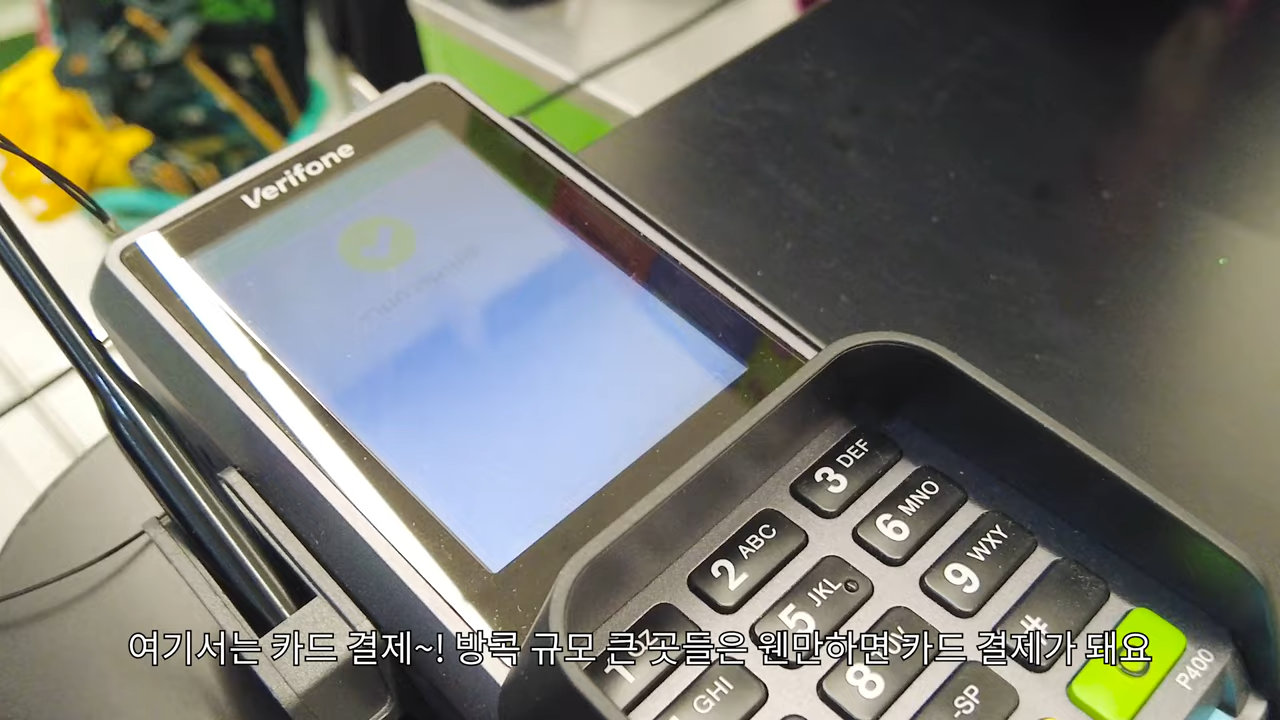 Verifone
3 DEF
2 ABC
6 MNO
5 JKL
9 WXY
1
GHI
8
#
-SP
P400
여기서는 카드 결제~! 방콕 규모 큰 곳들은 웬만하면 카드 결제가 돼요